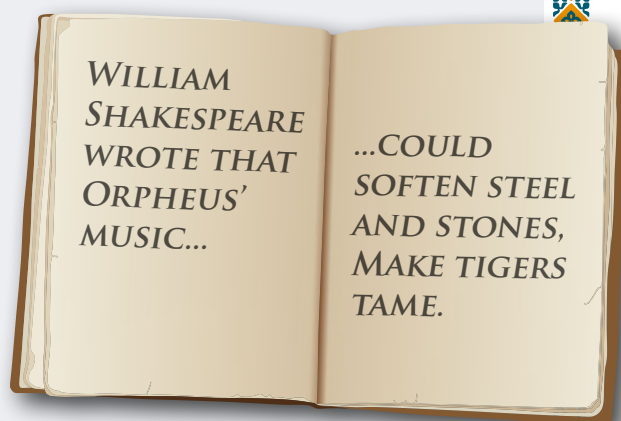 WILLIAM
SHAKESPEARE
WROTE THAT
ORPHEUS’
MUSIC...
...COULD
SOFTEN STEEL
AND STONES,
MAKE TIGERS
TAME.